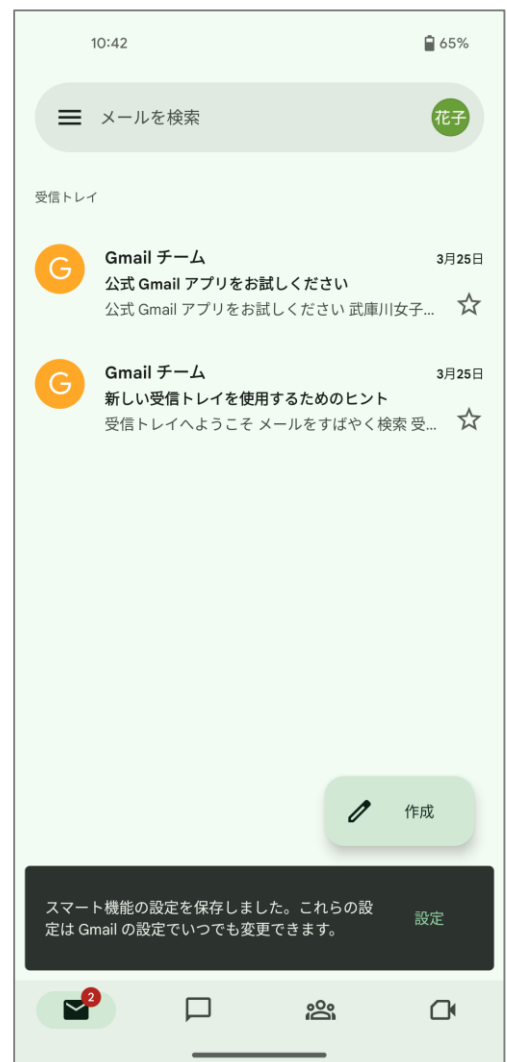 10:42
65%
メールを検索
花子
受信トレイ
G
Gmail チーム
3月25日
公式 Gmail アプリをお試しください
公式 Gmail アプリをお試しください 武庫川女子...
G
Gmail チーム
3月25日
新しい受信トレイを使用するためのヒント
受信トレイへようこそ メールをすばやく検索 受...
作成
スマート機能の設定を保存しました。これらの設
定は Gmail の設定でいつでも変更できます。
設定
2